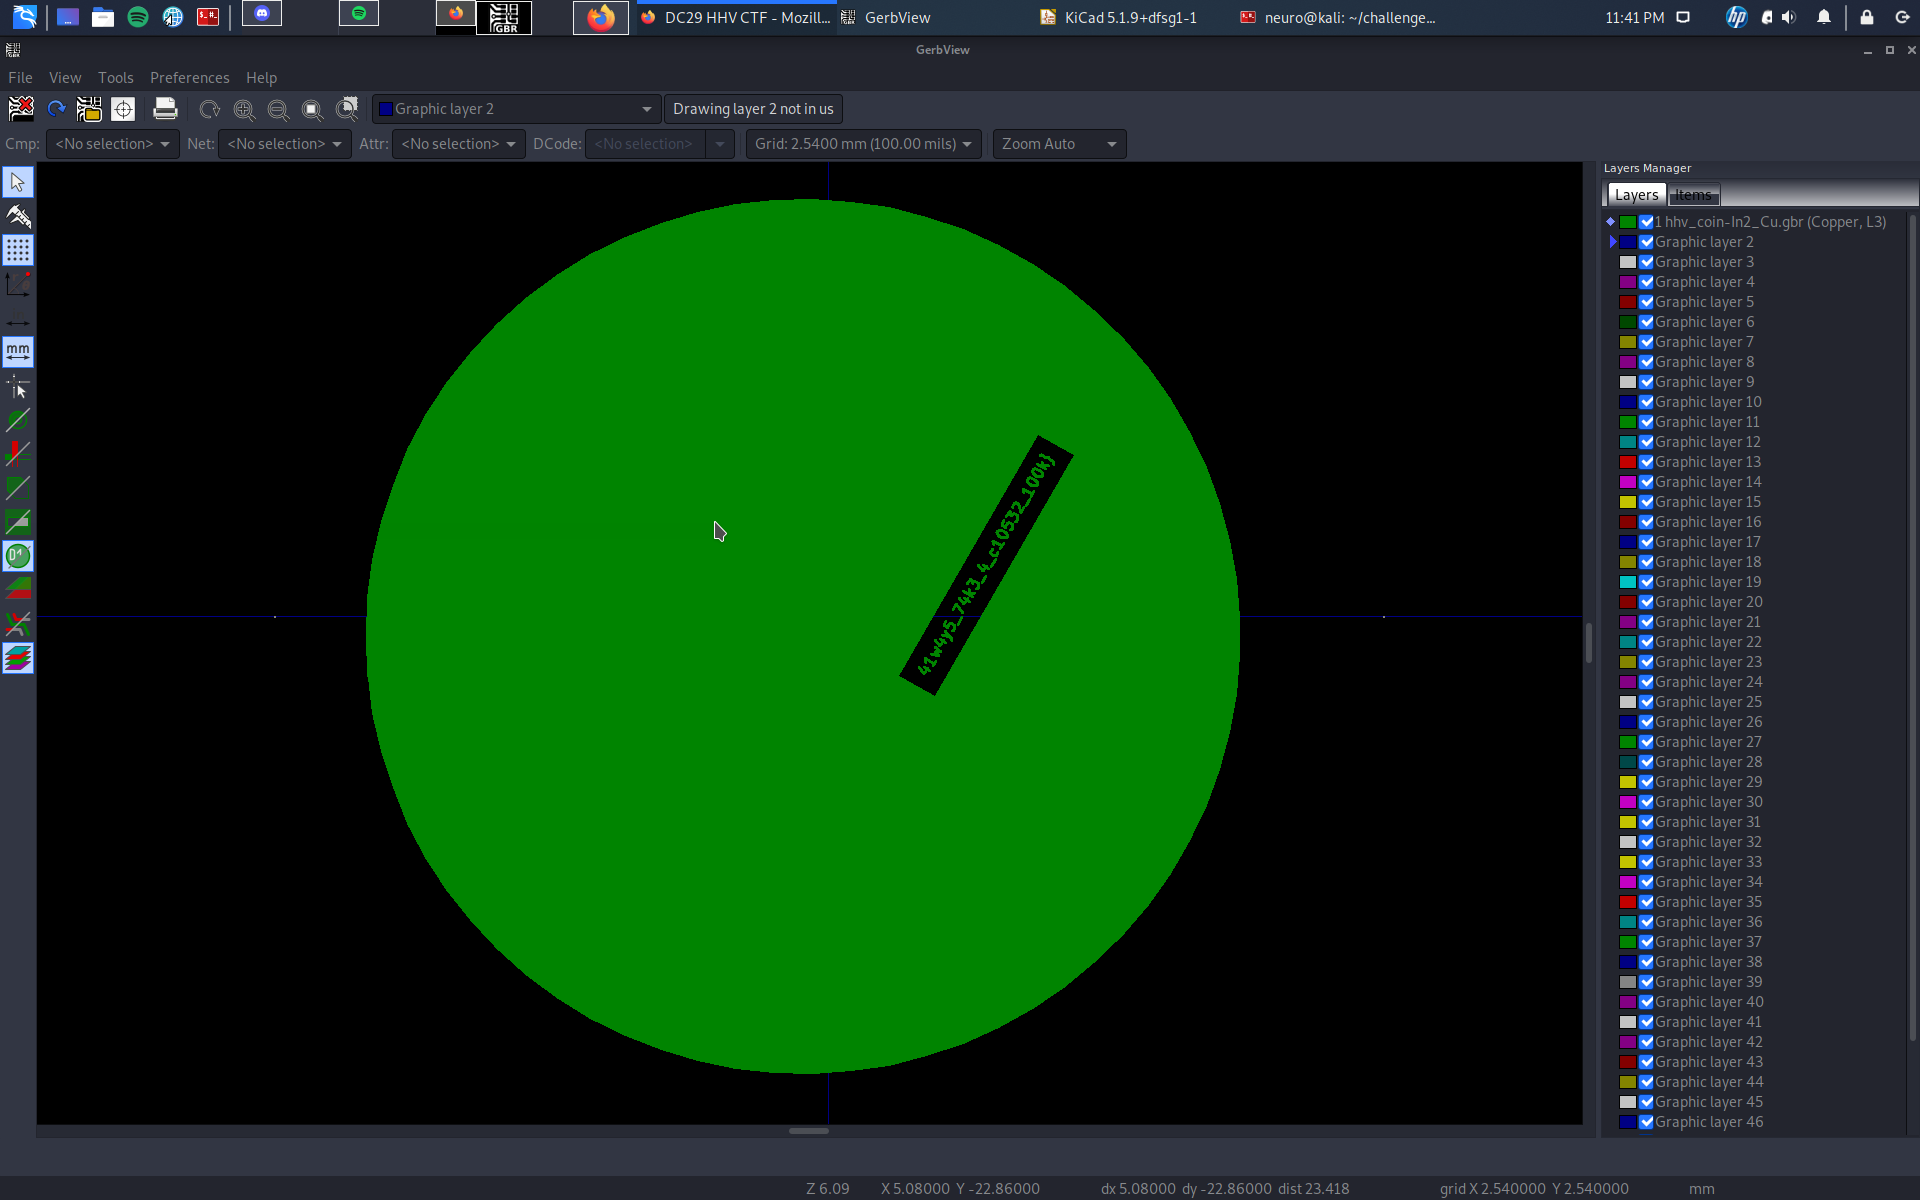 DC29 HHV CTF - Mozill...
GerbView
KiCad 5.1.9+dfsg1-1
neuro@kali: ~/challenge...
11:41 PM
GBR
GerbView
File View Tools Preferences Help
Graphic layer 2
Drawing layer 2 not in us
Cmp: <No selection> Net: <No selection> Attr: <No selection> DCode: <No selection> Grid: 2.5400 mm (100.00 mils) Zoom Auto
mm
Layers Manager
Layers Items
1 hhv_coin-In2_Cu.gbr (Copper, L3)
Graphic layer 2
Graphic layer 3
Graphic layer 4
Graphic layer 5
Graphic layer 6
Graphic layer 7
Graphic layer 8
Graphic layer 9
Graphic layer 10
Graphic layer 11
Graphic layer 12
Graphic layer 13
Graphic layer 14
Graphic layer 15
Graphic layer 16
Graphic layer 17
Graphic layer 18
Graphic layer 19
Graphic layer 20
Graphic layer 21
Graphic layer 22
Graphic layer 23
Graphic layer 24
Graphic layer 25
Graphic layer 26
Graphic layer 27
Graphic layer 28
Graphic layer 29
Graphic layer 30
Graphic layer 31
Graphic layer 32
Graphic layer 33
Graphic layer 34
Graphic layer 35
Graphic layer 36
Graphic layer 37
Graphic layer 38
Graphic layer 39
Graphic layer 40
Graphic layer 41
Graphic layer 42
Graphic layer 43
Graphic layer 44
Graphic layer 45
Graphic layer 46
41w4y5_74k3_4_c10532_100k}
Z 6.09 X 5.08000 Y -22.86000 dx 5.08000 dy -22.86000 dist 23.418 grid X 2.540000 Y 2.540000 mm